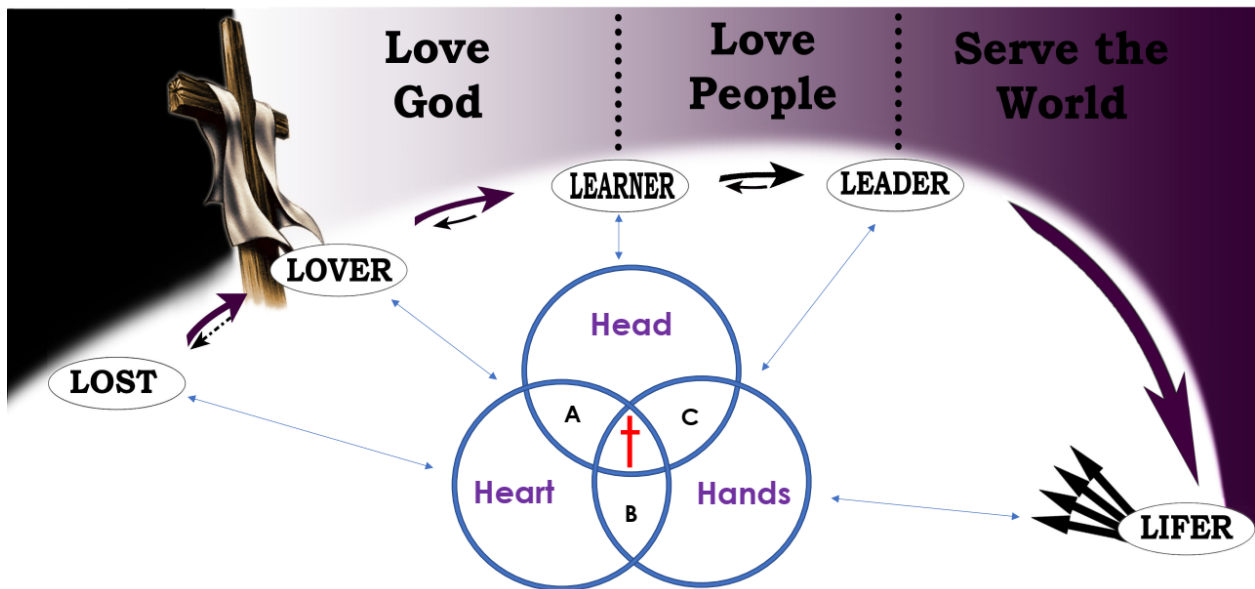 Love
God
Love
People
Serve the
World
LEARNER
LEADER
LOVER
LOST
Head
A
C
Heart
Hands
B
LIFER